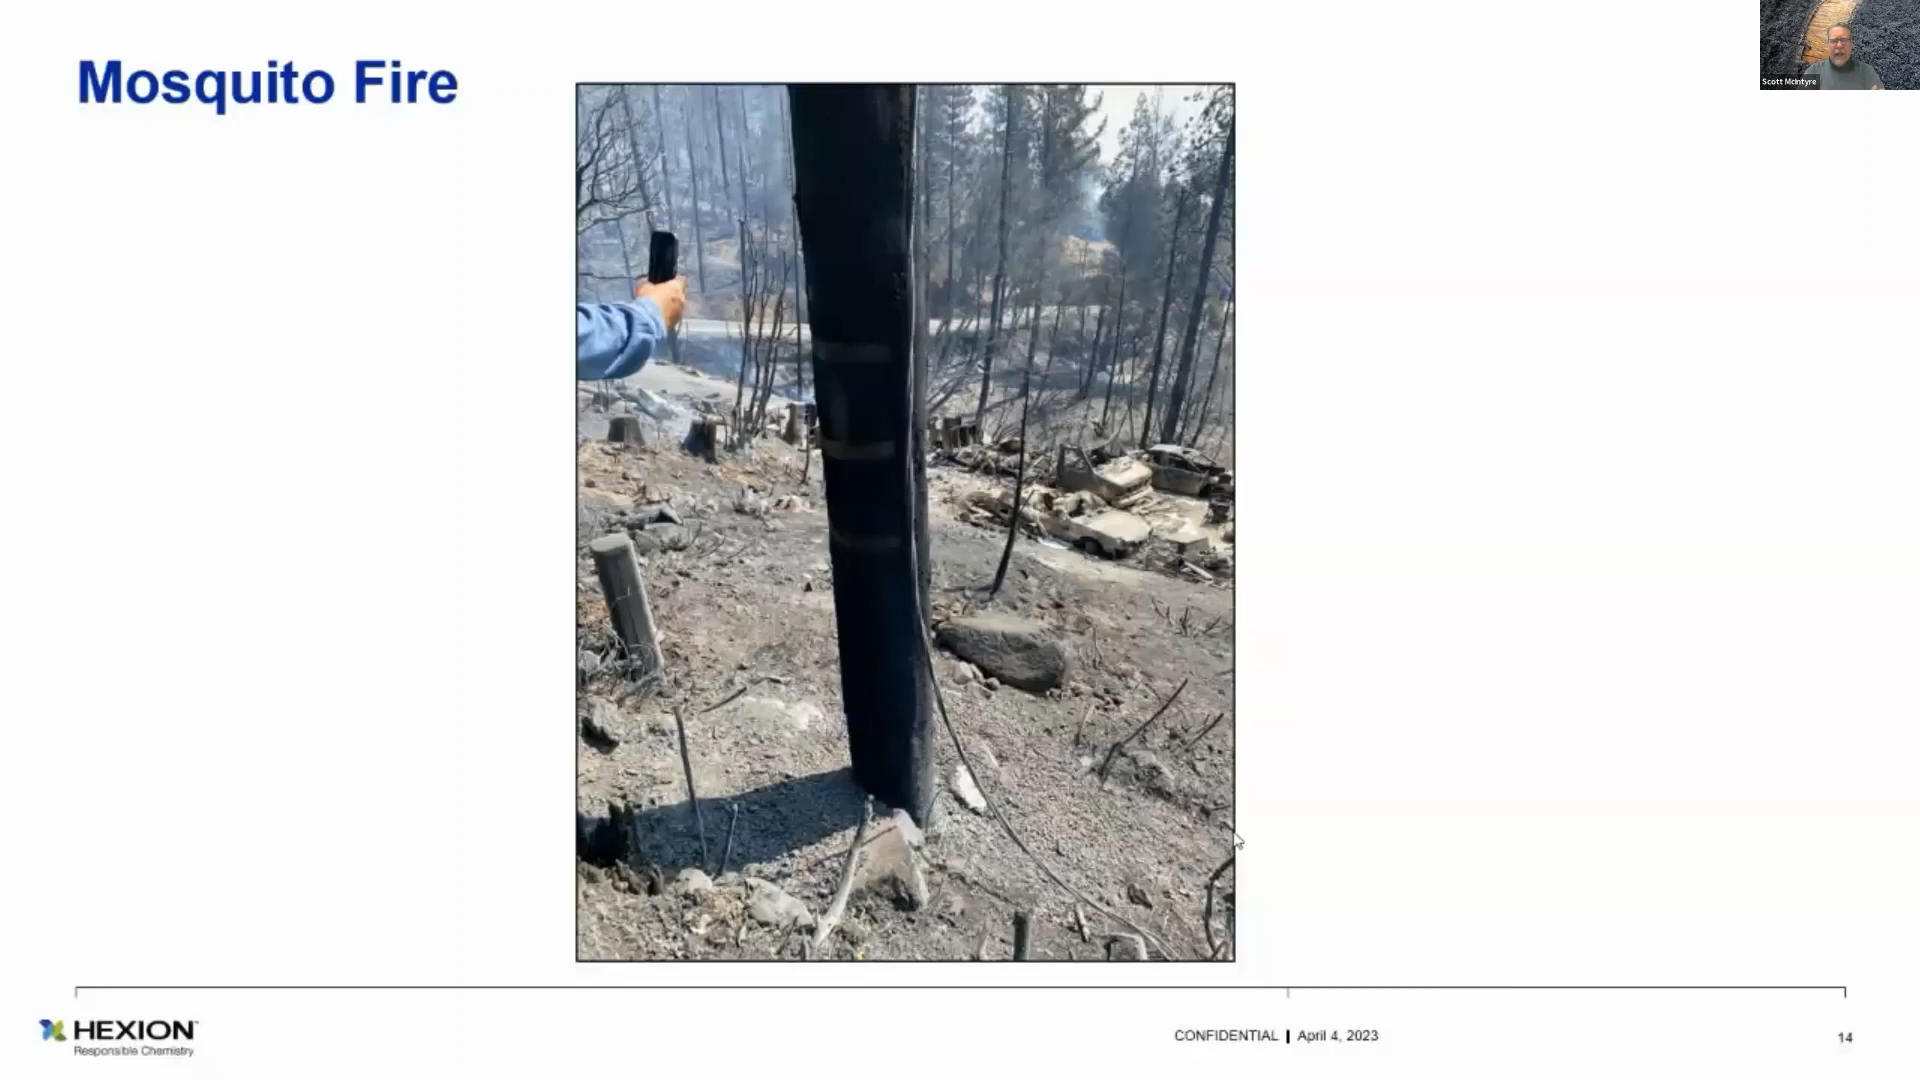 Scott McIntyre
Mosquito Fire
HEXION
Responsible Chemistry
CONFIDENTIAL | April 4, 2023
14